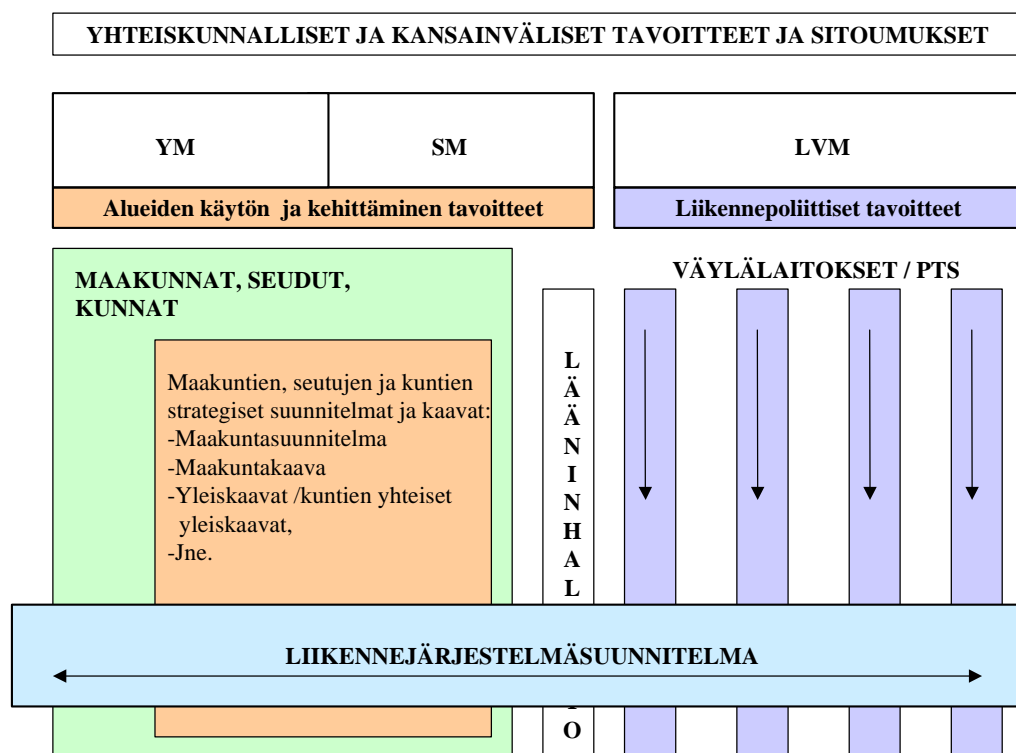 YHTEISKUNNALLISET JA KANSAINVÄLISET TAVOITTEET JA SITOUMUKSET
YM
SM
LVM
Alueiden käytön ja kehittäminen tavoitteet
Liikennepoliittiset tavoitteet
MAAKUNNAT, SEUDUT,
KUNNAT
VÄYLÄLAITOKSET / PTS
Maakuntien, seutujen ja kuntien
strategiset suunnitelmat ja kaavat:
-Maakuntasuunnitelma
-Maakuntakaava
-Yleiskaavat /kuntien yhteiset
yleiskaavat,
-Jne.
L
Ä
Ä
N
I
N
H
A
L
O
LIIKENNEJÄRJESTELMÄSUUNNITELMA